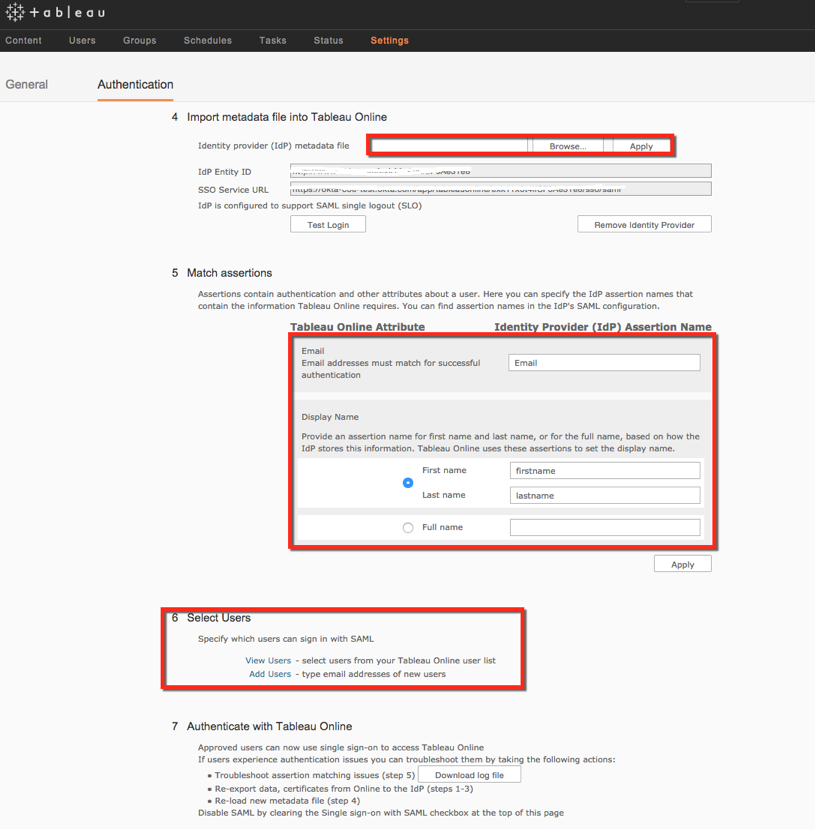 +ableau
Content Users Groups Schedules Tasks Status Settings
General Authentication
4 Import metadata file into Tableau Online
Identity provider (IdP) metadata file Browse... Apply
IdP Entity ID
SSO Service URL
IdP is configured to support SAML single logout (SLO)
Test Login Remove Identity Provider
5 Match assertions
Assertions contain authentication and other attributes about a user. Here you can specify the IdP assertion names that
contain the information Tableau Online requires. You can find assertion names in the IdP's SAML configuration.
Tableau Online Attribute Identity Provider (IdP) Assertion Name
Email
Email addresses must match for successful Email
authentication
Display Name
Provide an assertion name for first name and last name, or for the full name, based on how the
IdP stores this information. Tableau Online uses these assertions to set the display name.
First name firstname
Last name lastname
Full name
Apply
6 Select Users
Specify which users can sign in with SAML
View Users - select users from your Tableau Online user list
Add Users - type email addresses of new users
7 Authenticate with Tableau Online
Approved users can now use single sign-on to access Tableau Online
If users experience authentication issues you can troubleshoot them by taking the following actions:
• Troubleshoot assertion matching issues (step 5) Download log file
• Re-export data, certificates from Online to the IdP (steps 1-3)
• Re-load new metadata file (step 4)
Disable SAML by clearing the Single sign-on with SAML checkbox at the top of this page